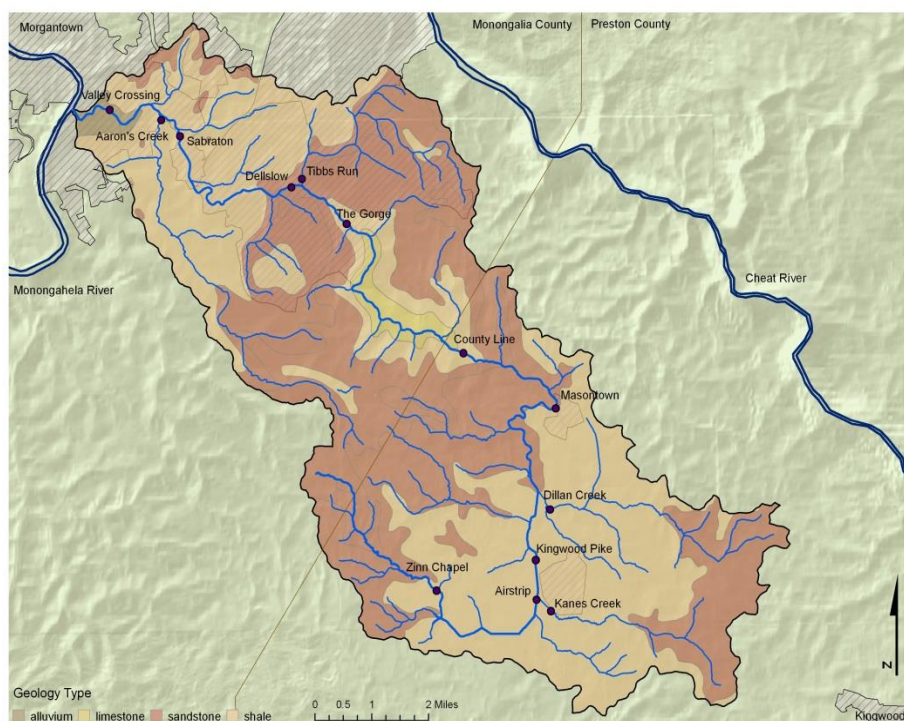 Morgantown
Monongalia County
Preston County
Valley Crossing
Aaron's Creek
Sabraton
Dellslow
Tibbs Run
The Gorge
Monongahela River
Cheat River
County Line
Masontown
Dillan Creek
Kingwood Pike
Zinn Chapel
Airstrip
Kanes Creek
N
Geology Type
alluvium limestone sandstone shale
0 0.5 1 2 Miles
Kingwood